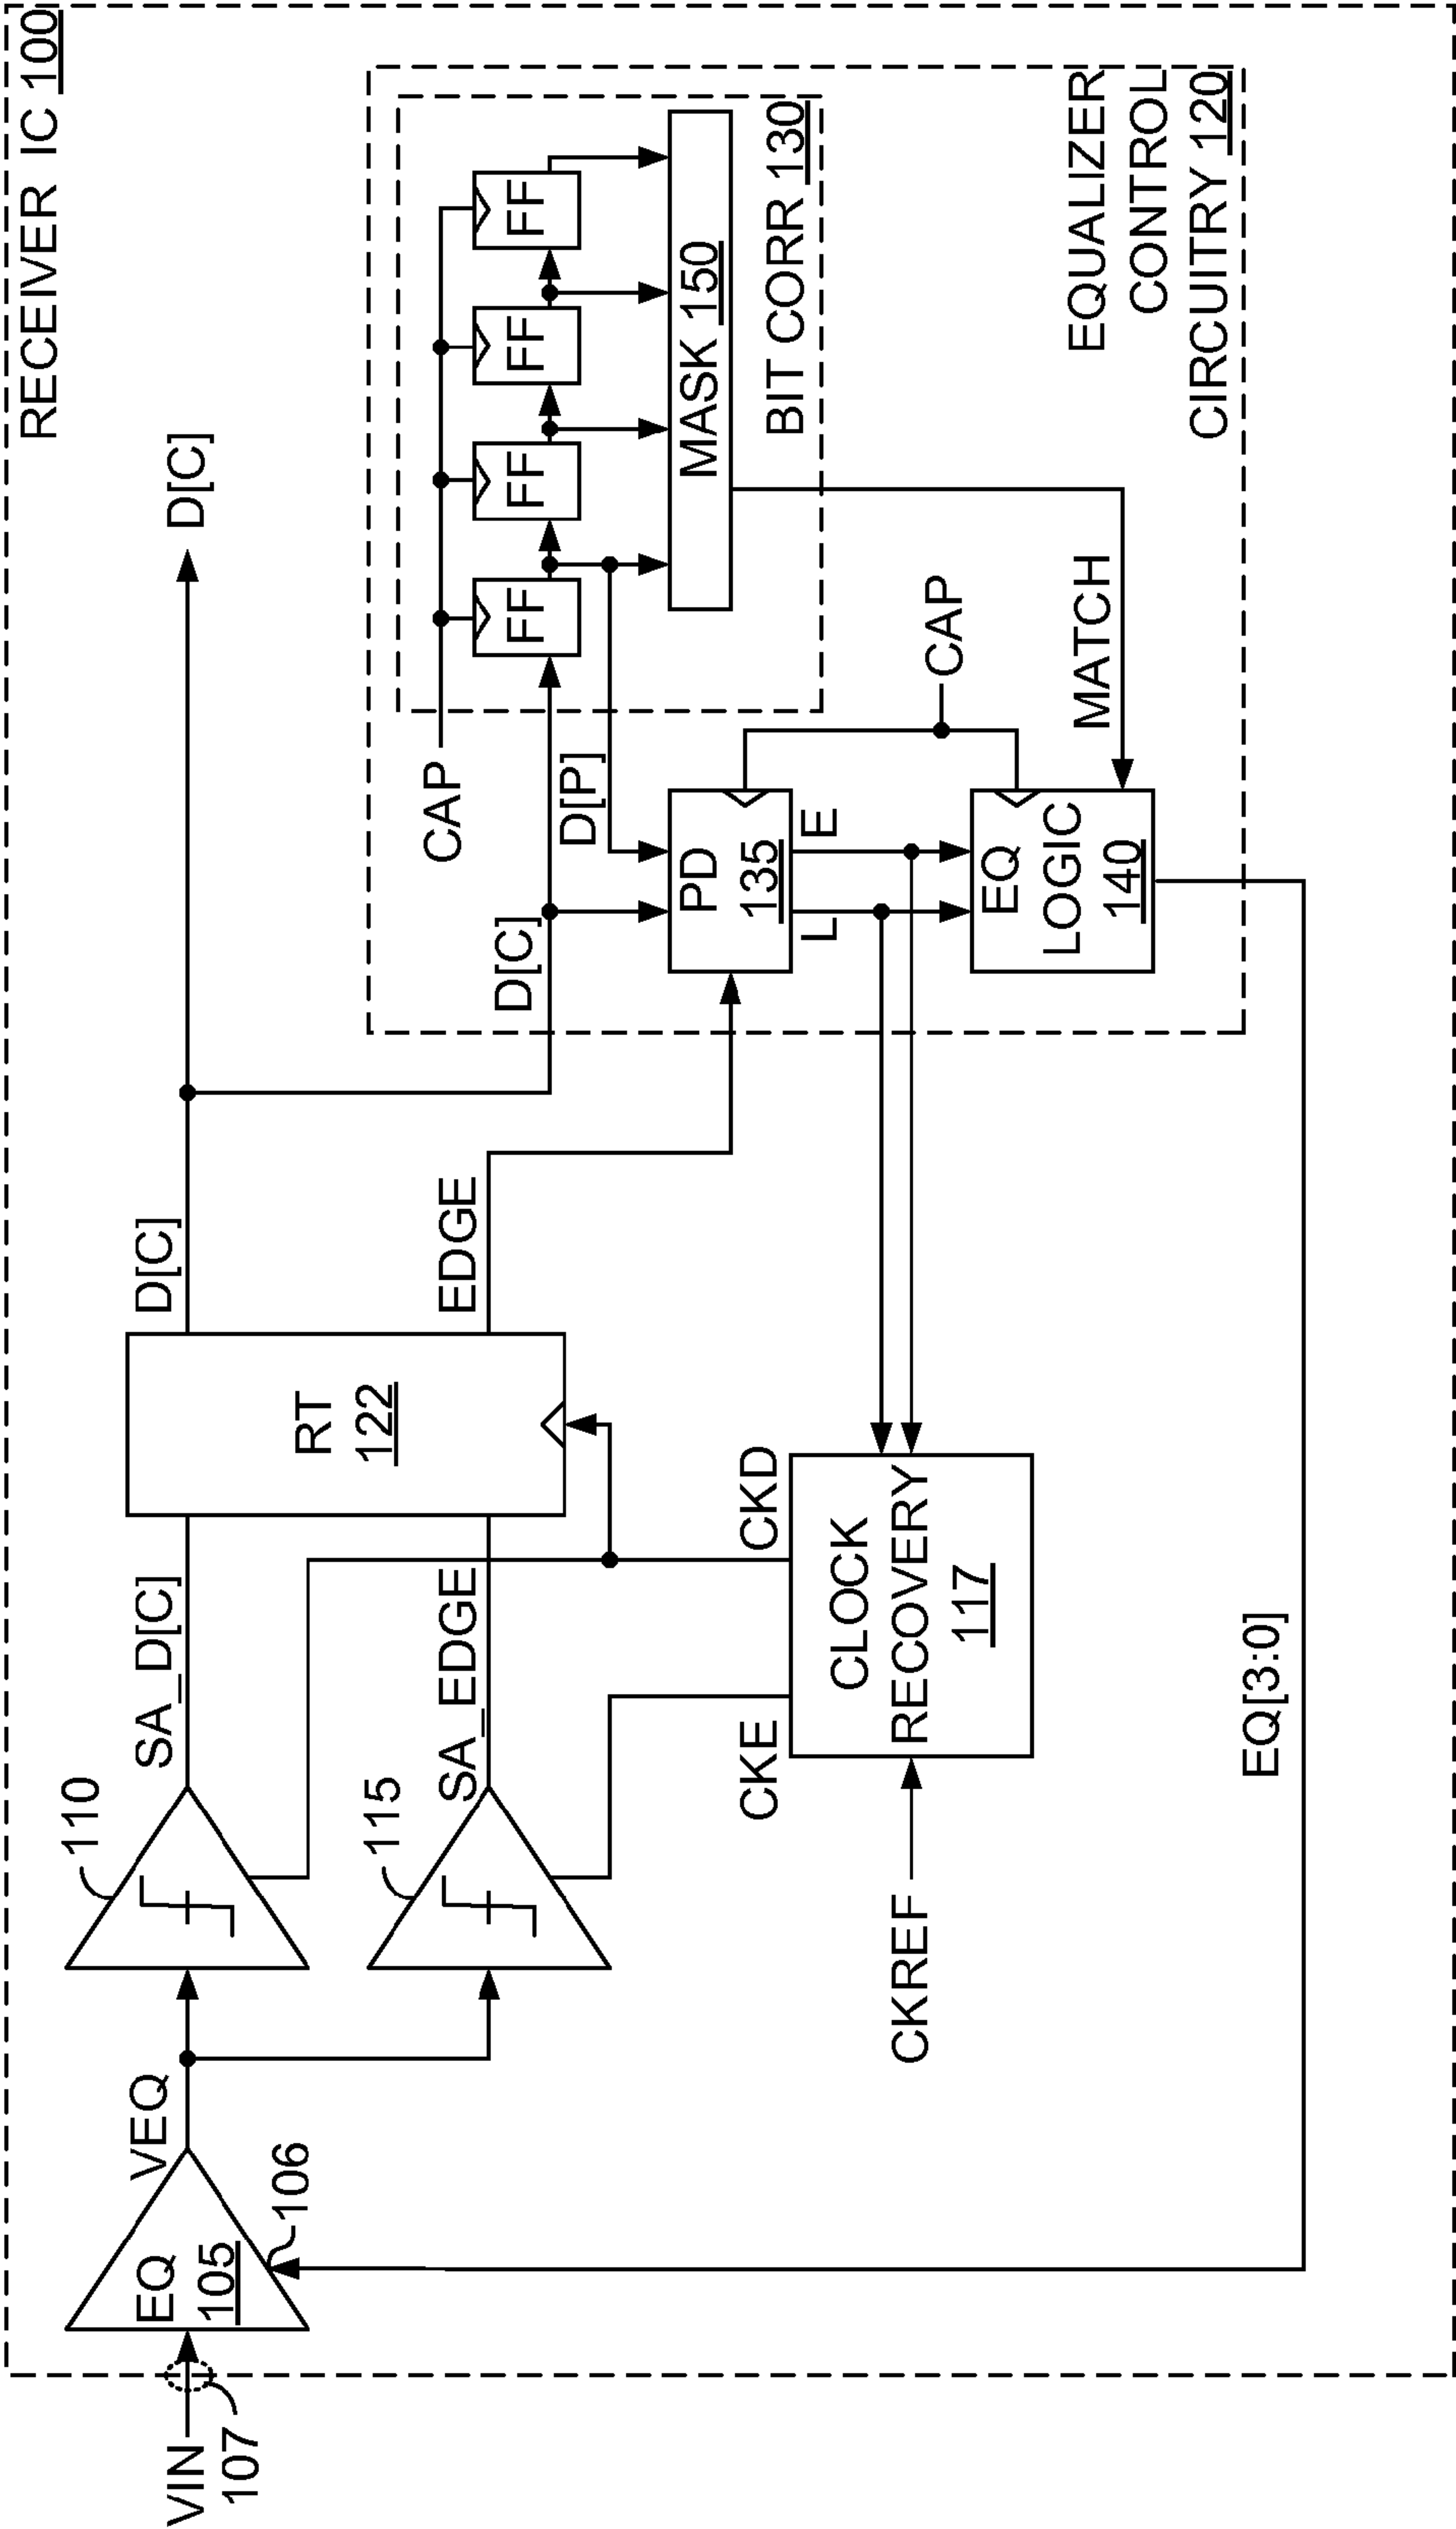 RECEIVER IC 100
VIN
107
EQ
105
106
VEQ
110
115
SA_D[C]
SA_EDGE
RT
122
D[C]
EDGE
D[C]
CKREF
CKE
CKD
CLOCK
RECOVERY
117
EQ[3:0]
D[C]
D[P]
CAP
FF
FF
FF
FF
MASK 150
BIT CORR 130
PD
135
L
E
CAP
EQ
LOGIC
140
MATCH
EQUALIZER
CONTROL
CIRCUITRY 120